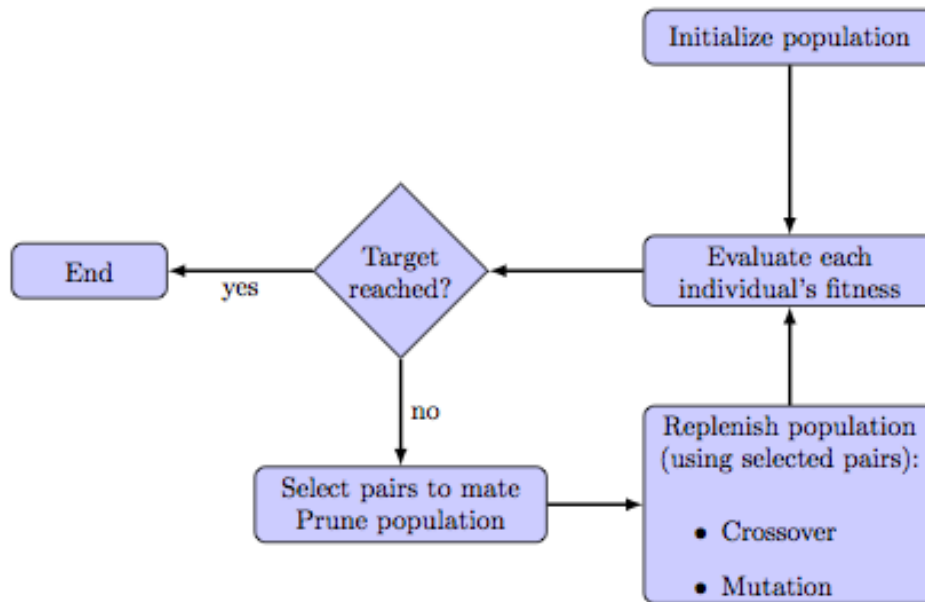 Initialize population
Evaluate each
individual's fitness
Target
reached?
yes
End
no
Select pairs to mate
Prune population
Replenish population
(using selected pairs):
• Crossover
• Mutation